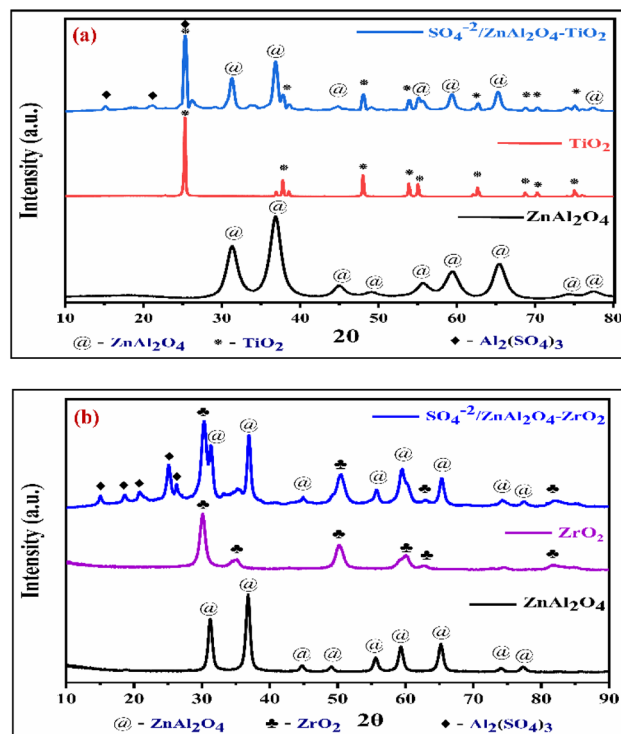 (a)
SO₄⁻²/ZnAl₂O₄-TiO₂
TiO₂
ZnAl₂O₄
Intensity (a.u.)
10 20 30 40 50 60 70 80
2Θ
@ - ZnAl₂O₄ * - TiO₂ ◆ - Al₂(SO₄)₃
(b)
SO₄⁻²/ZnAl₂O₄-ZrO₂
ZrO₂
ZnAl₂O₄
Intensity (a.u.)
10 20 30 40 50 60 70 80 90
2θ
@ - ZnAl₂O₄ ♣ - ZrO₂ ◆ - Al₂(SO₄)₃